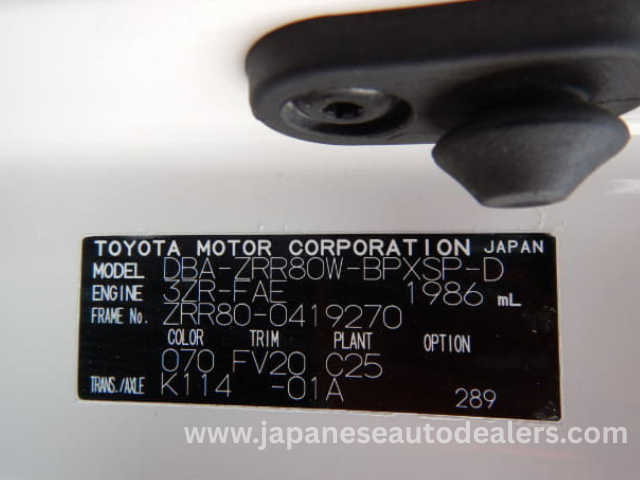 TOYOTA MOTOR CORPORATION JAPAN
MODEL DBA-ZRR80W-BPXSP-D
ENGINE 3ZR-FAE 1986 mL
FRAME No. ZRR80-0419270
COLOR TRIM PLANT OPTION
070 FV20 C25
TRANS./AXLE K114 -01A 289
www.japaneseautodealers.com